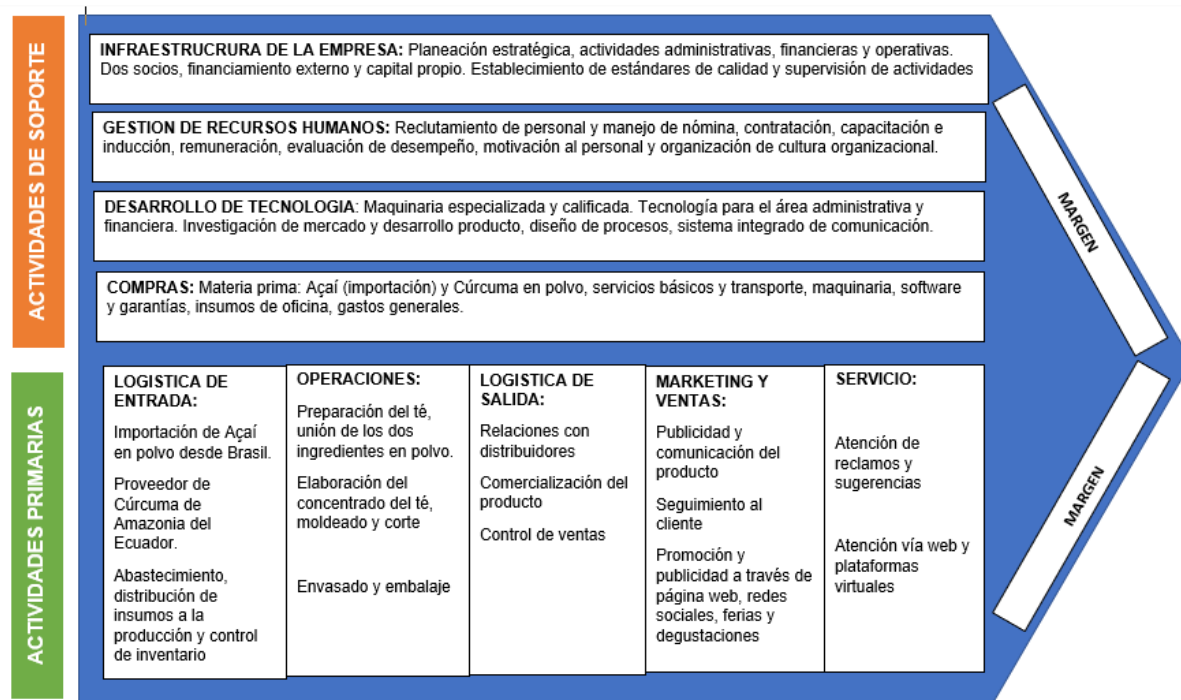 ACTIVIDADES DE SOPORTE
INFRAESTRUCRURA DE LA EMPRESA: Planeación estratégica, actividades administrativas, financieras y operativas.
Dos socios, financiamiento externo y capital propio. Establecimiento de estándares de calidad y supervisión de actividades
GESTION DE RECURSOS HUMANOS: Reclutamiento de personal y manejo de nómina, contratación, capacitación e
inducción, remuneración, evaluación de desempeño, motivación al personal y organización de cultura organizacional.
DESARROLLO DE TECNOLOGIA: Maquinaria especializada y calificada. Tecnología para el área administrativa y
financiera. Investigación de mercado y desarrollo producto, diseño de procesos, sistema integrado de comunicación.
COMPRAS: Materia prima: Açaí (importación) y Cúrcuma en polvo, servicios básicos y transporte, maquinaria, software
y garantías, insumos de oficina, gastos generales.
MARGEN
ACTIVIDADES PRIMARIAS
LOGISTICA DE
ENTRADA:
Importación de Açaí
en polvo desde Brasil.
Proveedor de
Cúrcuma de
Amazonia del
Ecuador.
Abastecimiento,
distribución de
insumos a la
producción y control
de inventario
OPERACIONES:
Preparación del té,
unión de los dos
ingredientes en polvo.
Elaboración del
concentrado del té,
moldeado y corte
Envasado y embalaje
LOGISTICA DE
SALIDA:
Relaciones con
distribuidores
Comercialización del
producto
Control de ventas
MARKETING Y
VENTAS:
Publicidad y
comunicación del
producto
Seguimiento al
cliente
Promoción y
publicidad a través de
página web, redes
sociales, ferias y
degustaciones
SERVICIO:
Atención de
reclamos y
sugerencias
Atención vía web y
plataformas
virtuales
MARGEN